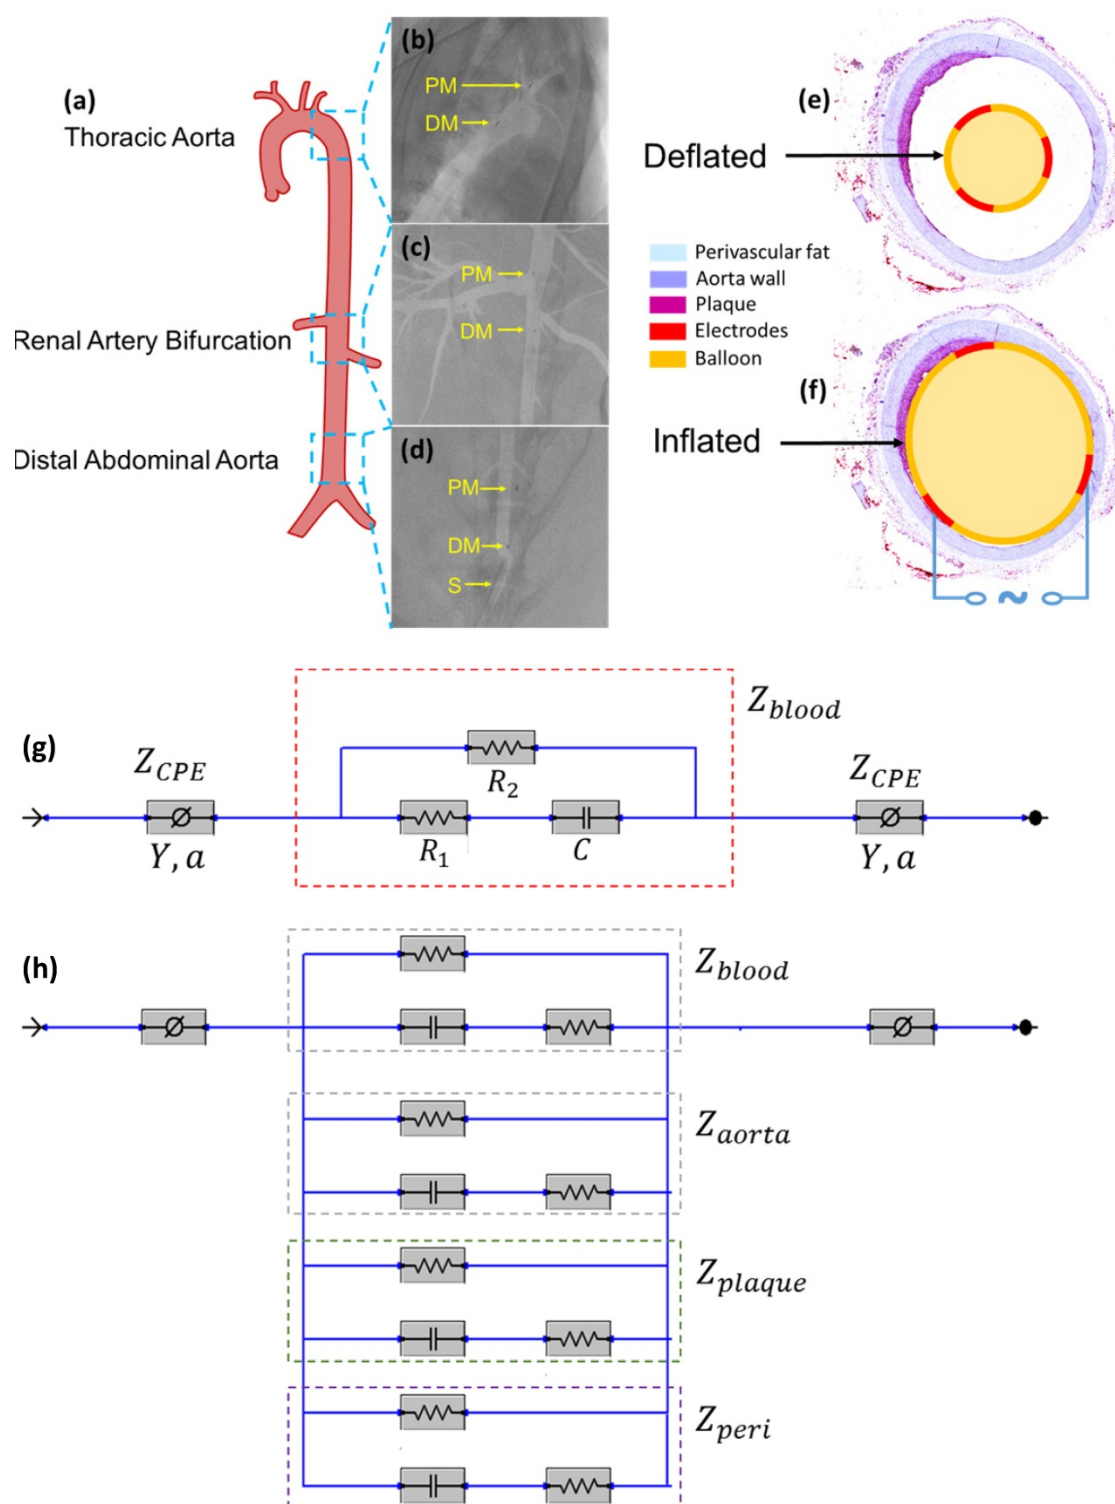 (a)
Thoracic Aorta
Renal Artery Bifurcation
Distal Abdominal Aorta
(b)
PM
DM
(c)
PM
DM
(d)
PM
DM
S
(e)
Deflated
Perivascular fat
Aorta wall
Plaque
Electrodes
Balloon
(f)
Inflated
~
(g)
Z_CPE
Y, a
R_2
R_1
C
Z_blood
Z_CPE
Y, a
(h)
Z_blood
Z_aorta
Z_plaque
Z_peri